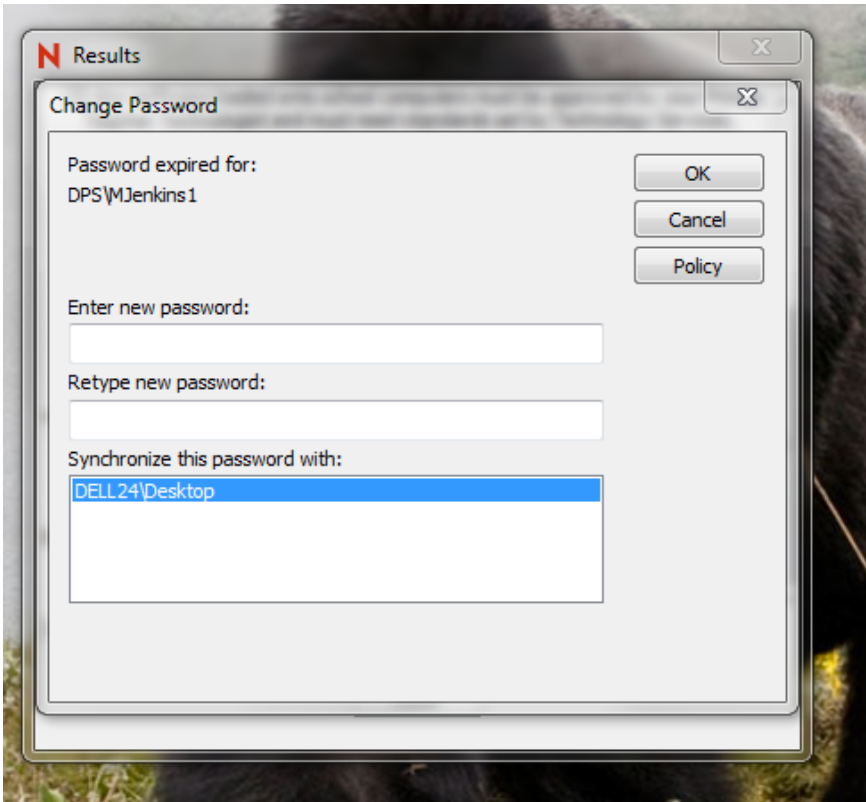 N Results
Change Password
Password expired for:
DPS\MJenkins1
OK
Cancel
Policy
Enter new password:
Retype new password:
Synchronize this password with:
DELL24\Desktop